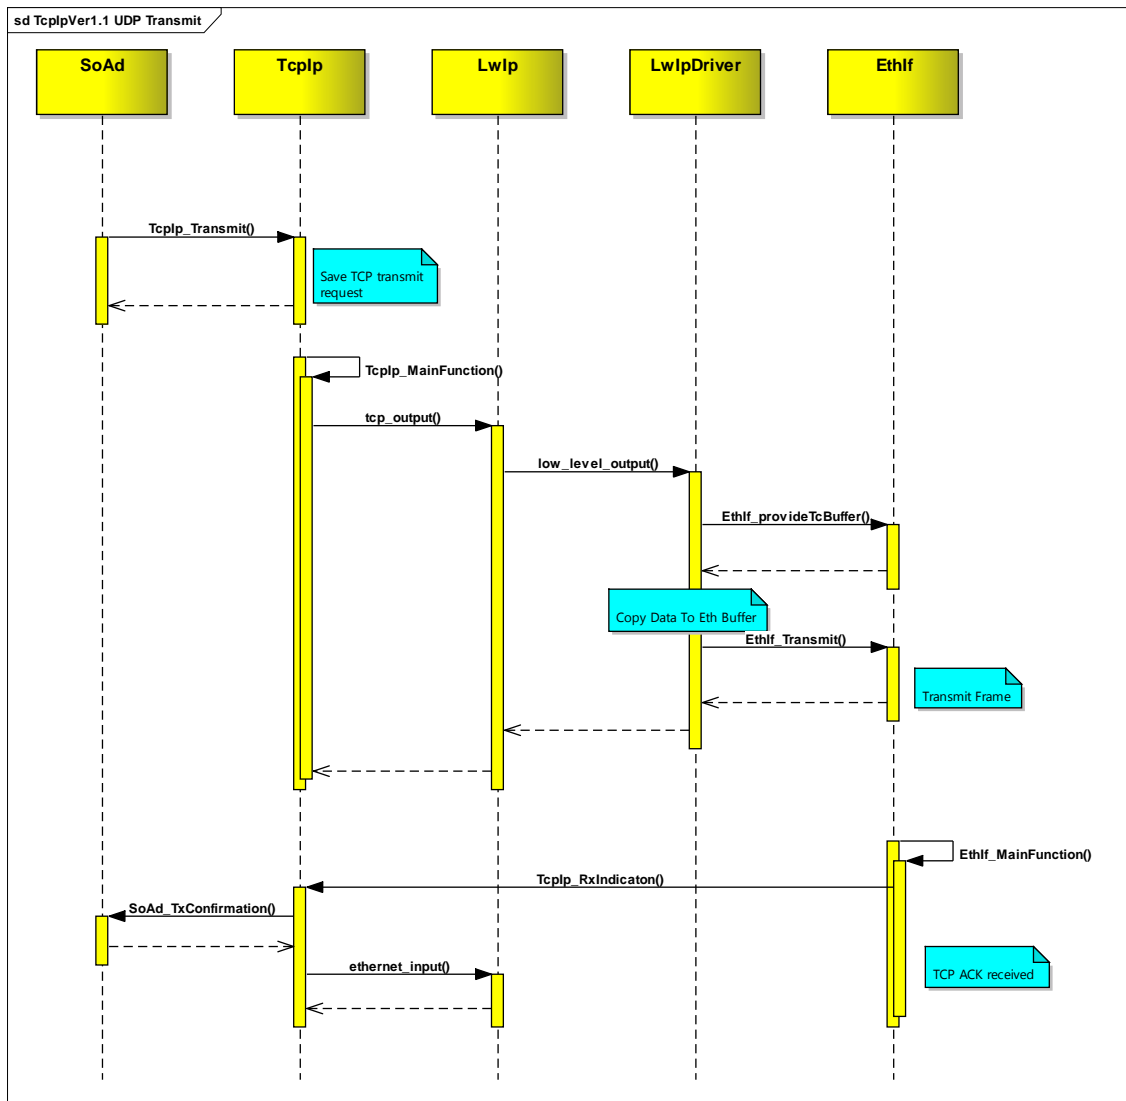 sd TcpIpVer1.1 UDP Transmit
SoAd
TcpIp
LwIp
LwIpDriver
EthIf
TcpIp_Transmit()
Save TCP transmit
request
TcpIp_MainFunction()
tcp_output()
low_level_output()
EthIf_provideTcBuffer()
Copy Data To Eth Buffer
EthIf_Transmit()
Transmit Frame
EthIf_MainFunction()
TcpIp_RxIndicaton()
SoAd_TxConfirmation()
ethernet_input()
TCP ACK received